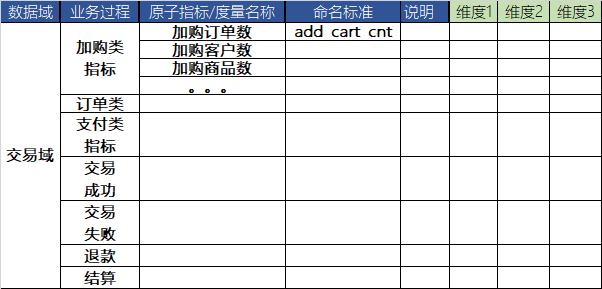 数据域 业务过程 原子指标/度量名称 命名标准 说明 维度1 维度2 维度3
交易域
加购类
指标
加购订单数 add cart cnt
加购客户数
加购商品数
。。。
订单类
支付类
指标
交易
成功
交易
失败
退款
结算